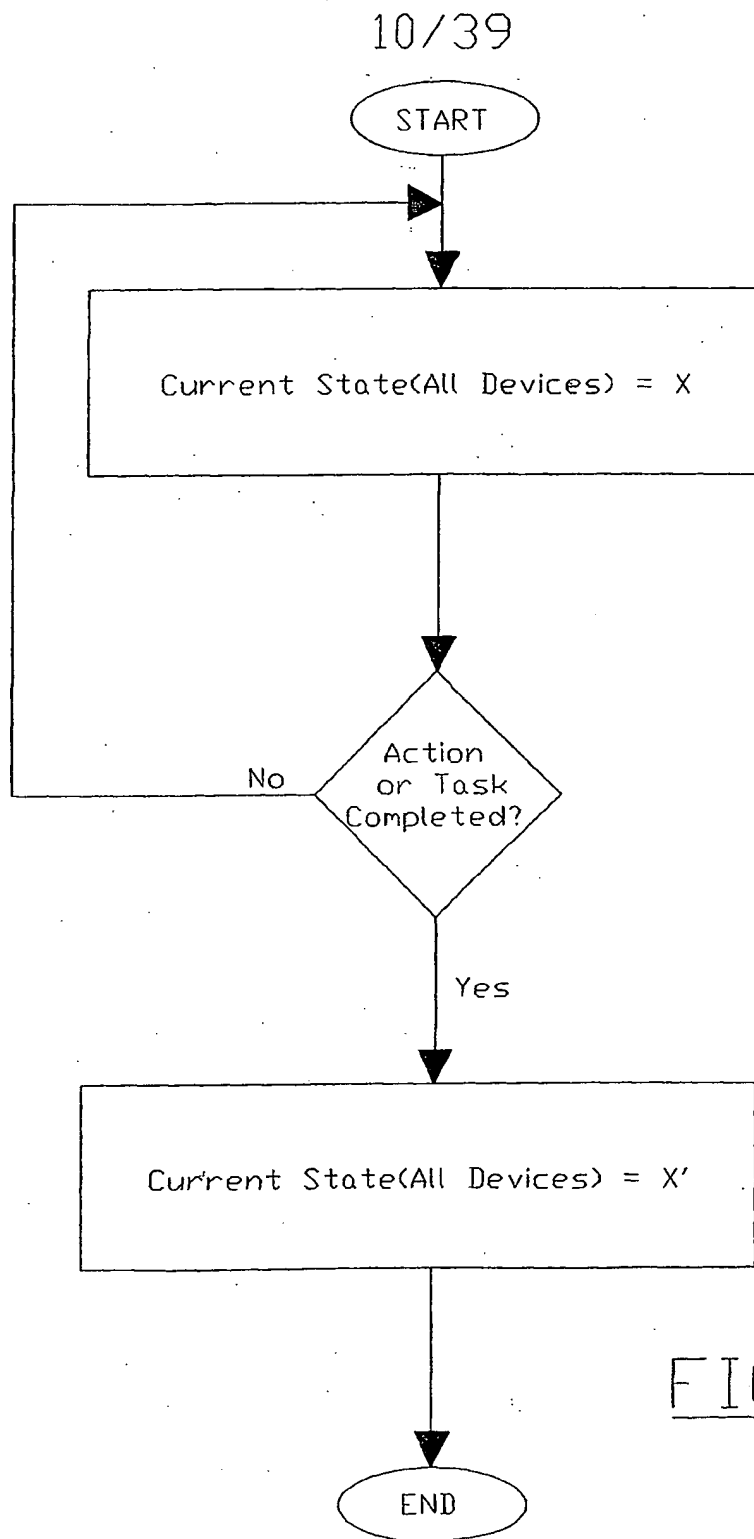 10/39
START
Current State(All Devices) = X
Action
or Task
Completed?
No
Yes
Current State(All Devices) = X'
END